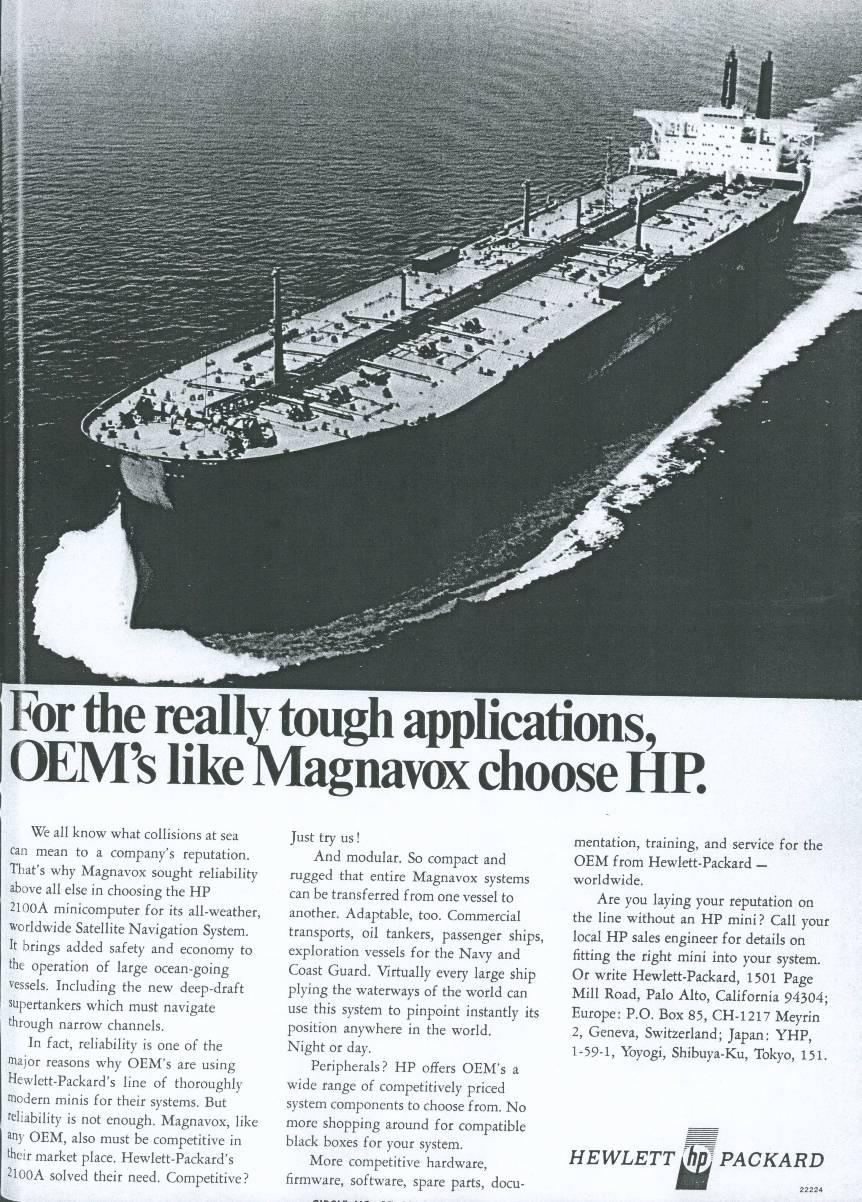 For the really tough applications,
OEM's like Magnavox choose HP.
We all know what collisions at sea
can mean to a company's reputation.
That's why Magnavox sought reliability
above all else in choosing the HP
2100A minicomputer for its all-weather,
worldwide Satellite Navigation System.
It brings added safety and economy to
the operation of large ocean-going
vessels. Including the new deep-draft
supertankers which must navigate
through narrow channels.
In fact, reliability is one of the
major reasons why OEM's are using
Hewlett-Packard's line of thoroughly
modern minis for their systems. But
reliability is not enough. Magnavox, like
any OEM, also must be competitive in
their market place. Hewlett-Packard's
2100A solved their need. Competitive?
Just try us!
And modular. So compact and
rugged that entire Magnavox systems
can be transferred from one vessel to
another. Adaptable, too. Commercial
transports, oil tankers, passenger ships,
exploration vessels for the Navy and
Coast Guard. Virtually every large ship
plying the waterways of the world can
use this system to pinpoint instantly its
position anywhere in the world.
Night or day.
Peripherals? HP offers OEM's a
wide range of competitively priced
system components to choose from. No
more shopping around for compatible
black boxes for your system.
More competitive hardware,
firmware, software, spare parts, docu-
mentation, training, and service for the
OEM from Hewlett-Packard —
worldwide.
Are you laying your reputation on
the line without an HP mini? Call your
local HP sales engineer for details on
fitting the right mini into your system.
Or write Hewlett-Packard, 1501 Page
Mill Road, Palo Alto, California 94304;
Europe: P.O. Box 85, CH-1217 Meyrin
2, Geneva, Switzerland; Japan: YHP,
1-59-1, Yoyogi, Shibuya-Ku, Tokyo, 151.
HEWLETT hp PACKARD
22224